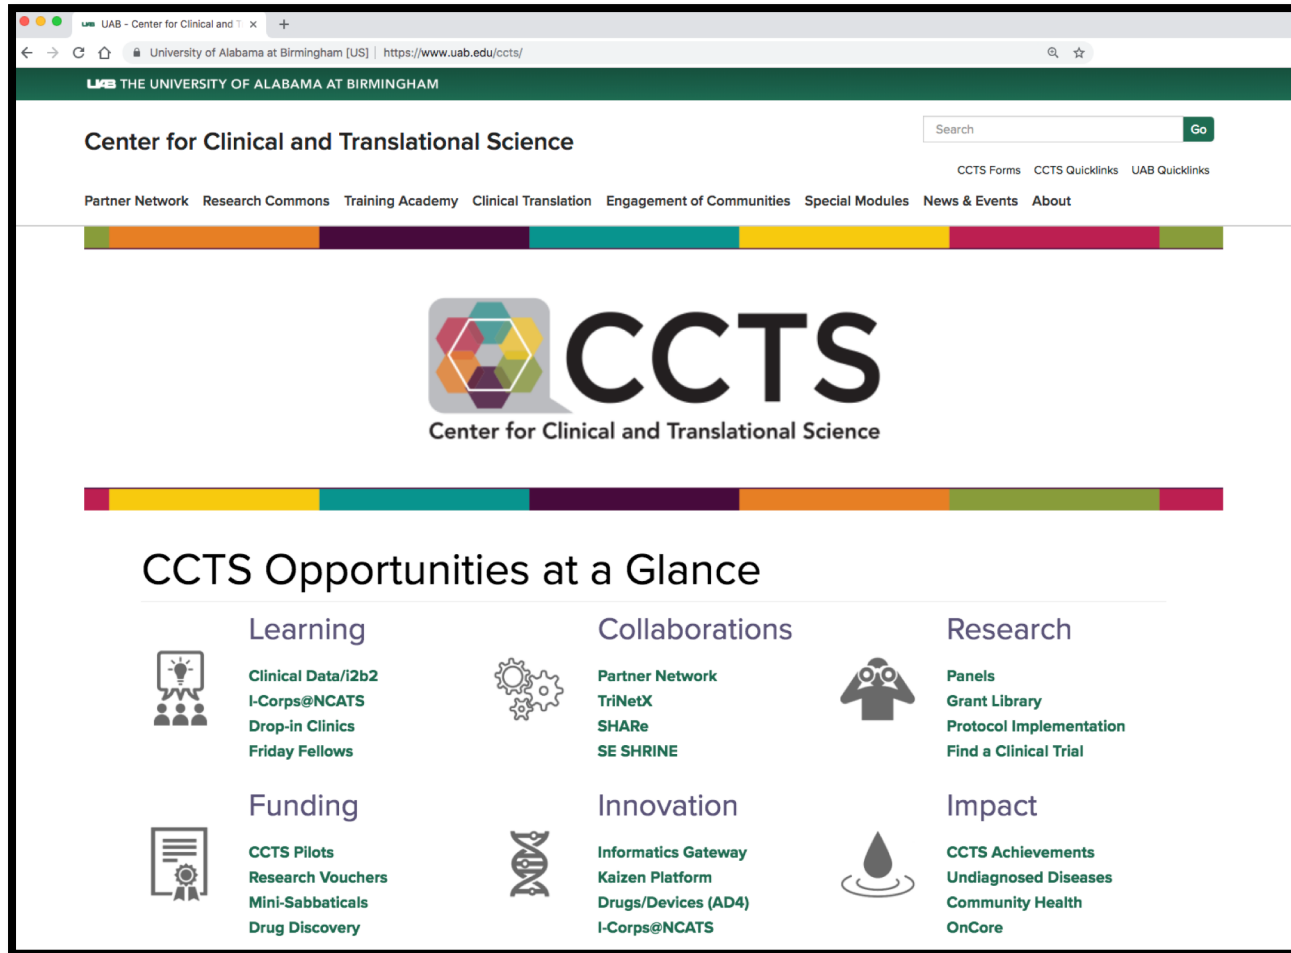 UAB - Center for Clinical and T
University of Alabama at Birmingham [US] | https://www.uab.edu/ccts/
UAB THE UNIVERSITY OF ALABAMA AT BIRMINGHAM
Center for Clinical and Translational Science
Search
Go
CCTS Forms CCTS Quicklinks UAB Quicklinks
Partner Network Research Commons Training Academy Clinical Translation Engagement of Communities Special Modules News & Events About
CCTS
Center for Clinical and Translational Science
CCTS Opportunities at a Glance
Learning
Clinical Data/i2b2
I-Corps@NCATS
Drop-in Clinics
Friday Fellows
Collaborations
Partner Network
TriNetX
SHARe
SE SHRINE
Research
Panels
Grant Library
Protocol Implementation
Find a Clinical Trial
Funding
CCTS Pilots
Research Vouchers
Mini-Sabbaticals
Drug Discovery
Innovation
Informatics Gateway
Kaizen Platform
Drugs/Devices (AD4)
I-Corps@NCATS
Impact
CCTS Achievements
Undiagnosed Diseases
Community Health
OnCore